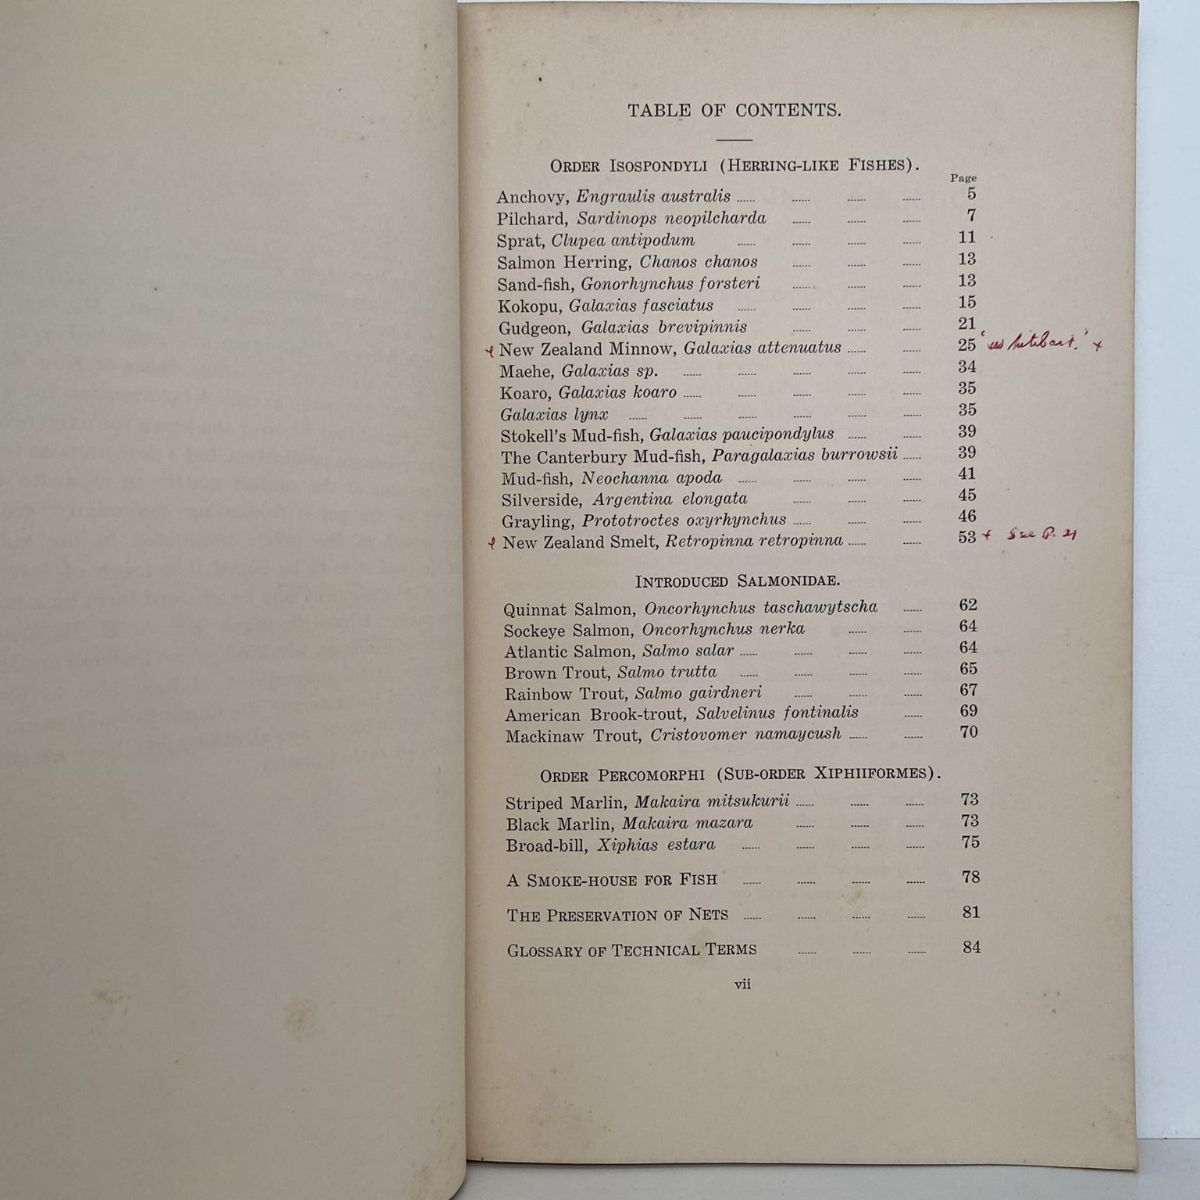 TABLE OF CONTENTS.
ORDER ISOSPONDYLI (HERRING-LIKE FISHES).
Page
Anchovy, Engraulis australis ...... ...... ...... ...... 5
Pilchard, Sardinops neopilcharda ...... ...... ...... 7
Sprat, Clupea antipodum ...... ...... ...... ...... 11
Salmon Herring, Chanos chanos ...... ...... ...... 13
Sand-fish, Gonorhynchus forsteri ...... ...... ...... 13
Kokopu, Galaxias fasciatus ...... ...... ...... ...... 15
Gudgeon, Galaxias brevipinnis ...... ...... ...... 21
New Zealand Minnow, Galaxias attenuatus ...... ...... 25 'whitebait.' +
Maehe, Galaxias sp. ...... ...... ...... ...... ...... 34
Koaro, Galaxias koaro ...... ...... ...... ...... ...... 35
Galaxias lynx ...... ...... ...... ...... ...... ...... 35
Stokell's Mud-fish, Galaxias paucipondylus ...... ...... 39
The Canterbury Mud-fish, Paragalaxias burrowsii ...... 39
Mud-fish, Neochanna apoda ...... ...... ...... ...... 41
Silverside, Argentina elongata ...... ...... ...... 45
Grayling, Prototroctes oxyrhynchus ...... ...... ...... 46
New Zealand Smelt, Retropinna retropinna ...... ...... 53 + See P. 21
INTRODUCED SALMONIDAE.
Quinnat Salmon, Oncorhynchus taschawytscha ...... 62
Sockeye Salmon, Oncorhynchus nerka ...... ...... 64
Atlantic Salmon, Salmo salar ...... ...... ...... ...... 64
Brown Trout, Salmo trutta ...... ...... ...... ...... 65
Rainbow Trout, Salmo gairdneri ...... ...... ...... 67
American Brook-trout, Salvelinus fontinalis ...... 69
Mackinaw Trout, Cristovomer namaycush ...... ...... 70
ORDER PERCOMORPHI (SUB-ORDER XIPHIIFORMES).
Striped Marlin, Makaira mitsukurii ...... ...... ...... 73
Black Marlin, Makaira mazara ...... ...... ...... 73
Broad-bill, Xiphias estara ...... ...... ...... ...... 75
A SMOKE-HOUSE FOR FISH ...... ...... ...... ...... 78
THE PRESERVATION OF NETS ...... ...... ...... ...... 81
GLOSSARY OF TECHNICAL TERMS ...... ...... ...... 84
vii